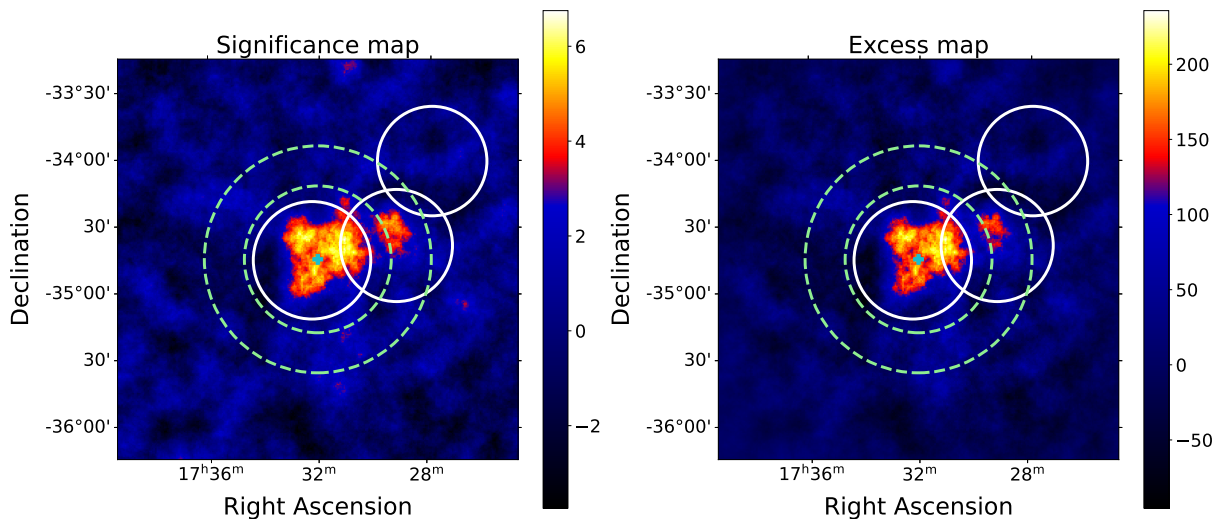 Significance map
Excess map
-33°30'
-34°00'
30'
-35°00'
30'
-36°00'
17ʰ36ᵐ
32ᵐ
28ᵐ
Declination
Right Ascension
6
4
2
0
−2
-33°30'
-34°00'
30'
-35°00'
30'
-36°00'
17ʰ36ᵐ
32ᵐ
28ᵐ
Declination
Right Ascension
200
150
100
50
0
−50